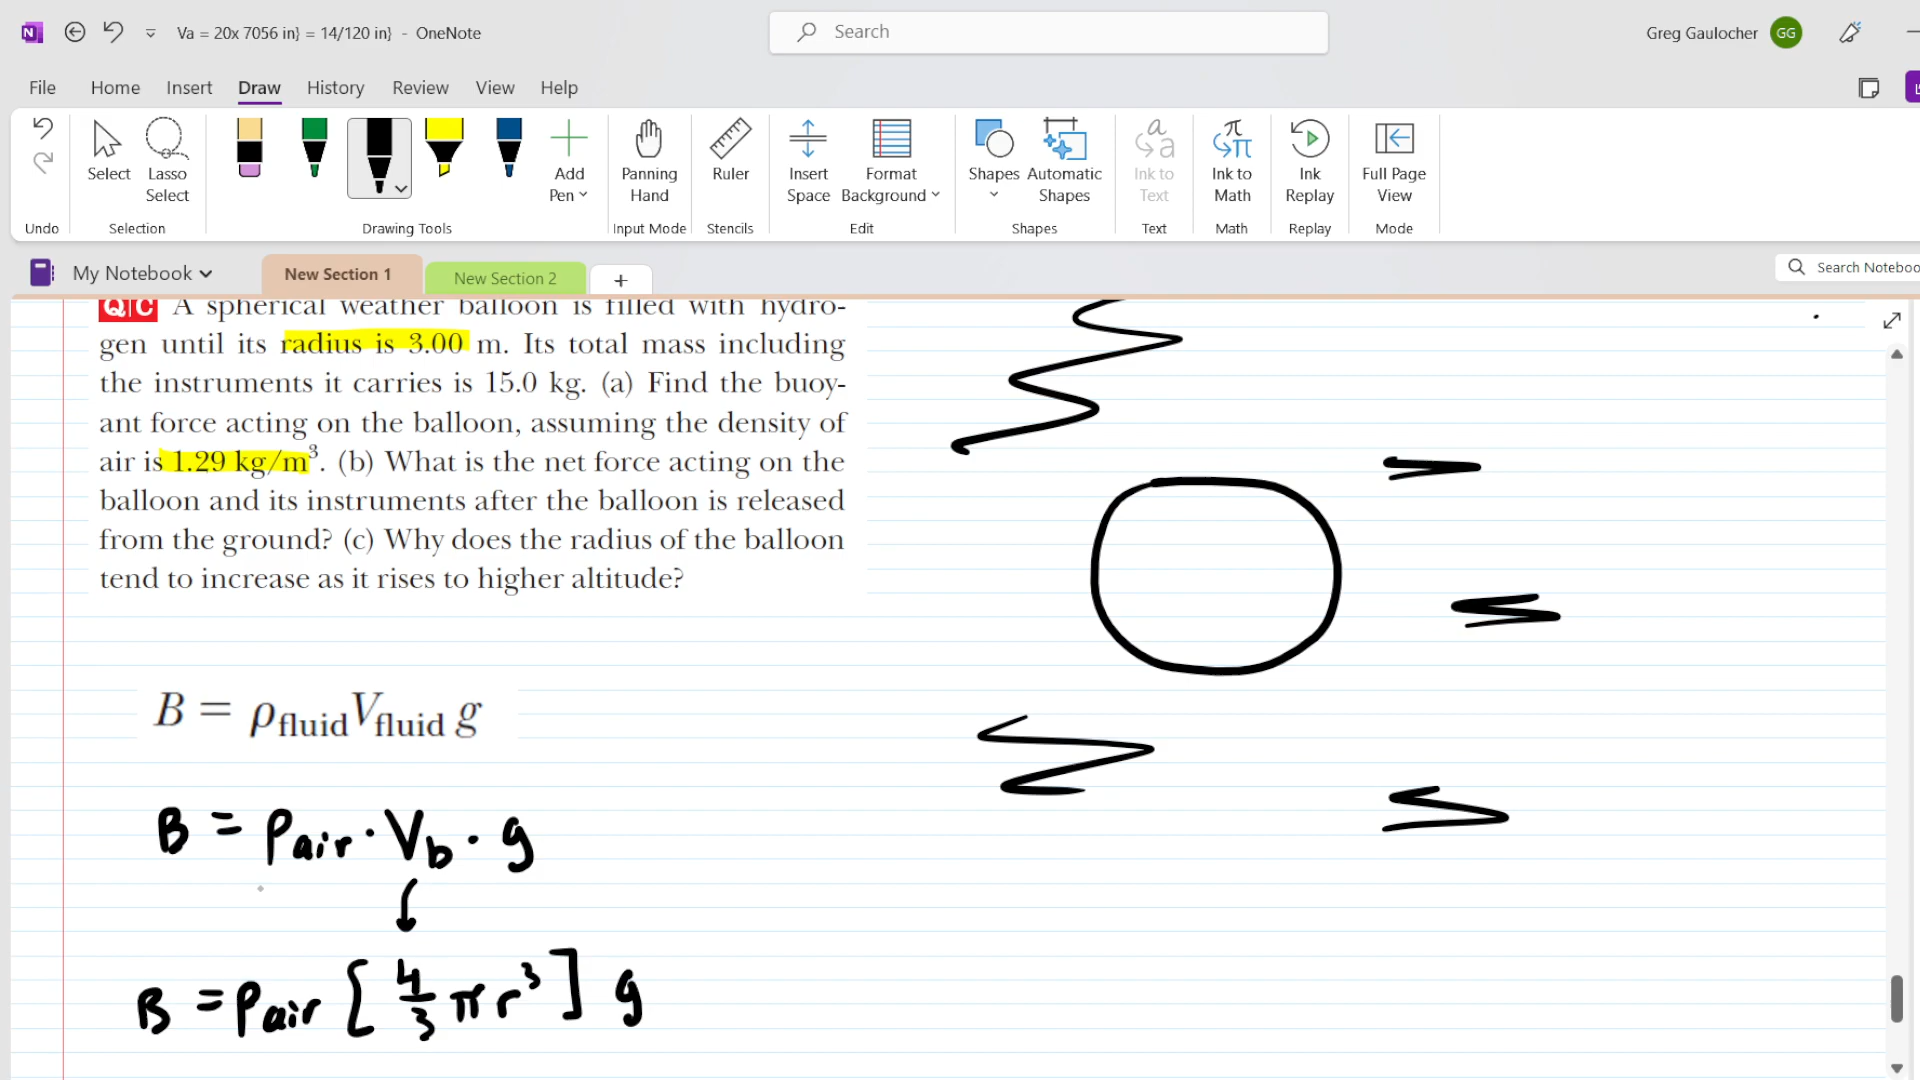 N Va = 20x 7056 in} = 14/120 in} - OneNote
Search
Greg Gaulocher GG
File Home Insert Draw History Review View Help
Select Lasso Select Add Pen Panning Hand Ruler Insert Space Format Background Shapes Automatic Shapes Ink to Text Ink to Math Ink Replay Full Page View
Undo Selection Drawing Tools Input Mode Stencils Edit Shapes Text Math Replay Mode
My Notebook New Section 1 New Section 2 + Search Noteboo
Q|C A spherical weather balloon is filled with hydro-
gen until its radius is 3.00 m. Its total mass including
the instruments it carries is 15.0 kg. (a) Find the buoy-
ant force acting on the balloon, assuming the density of
air is 1.29 kg/m³. (b) What is the net force acting on the
balloon and its instruments after the balloon is released
from the ground? (c) Why does the radius of the balloon
tend to increase as it rises to higher altitude?
B = ρfluid Vfluid g
B = ρair · Vb · g
B = ρair [ 4/3 π r³ ] g